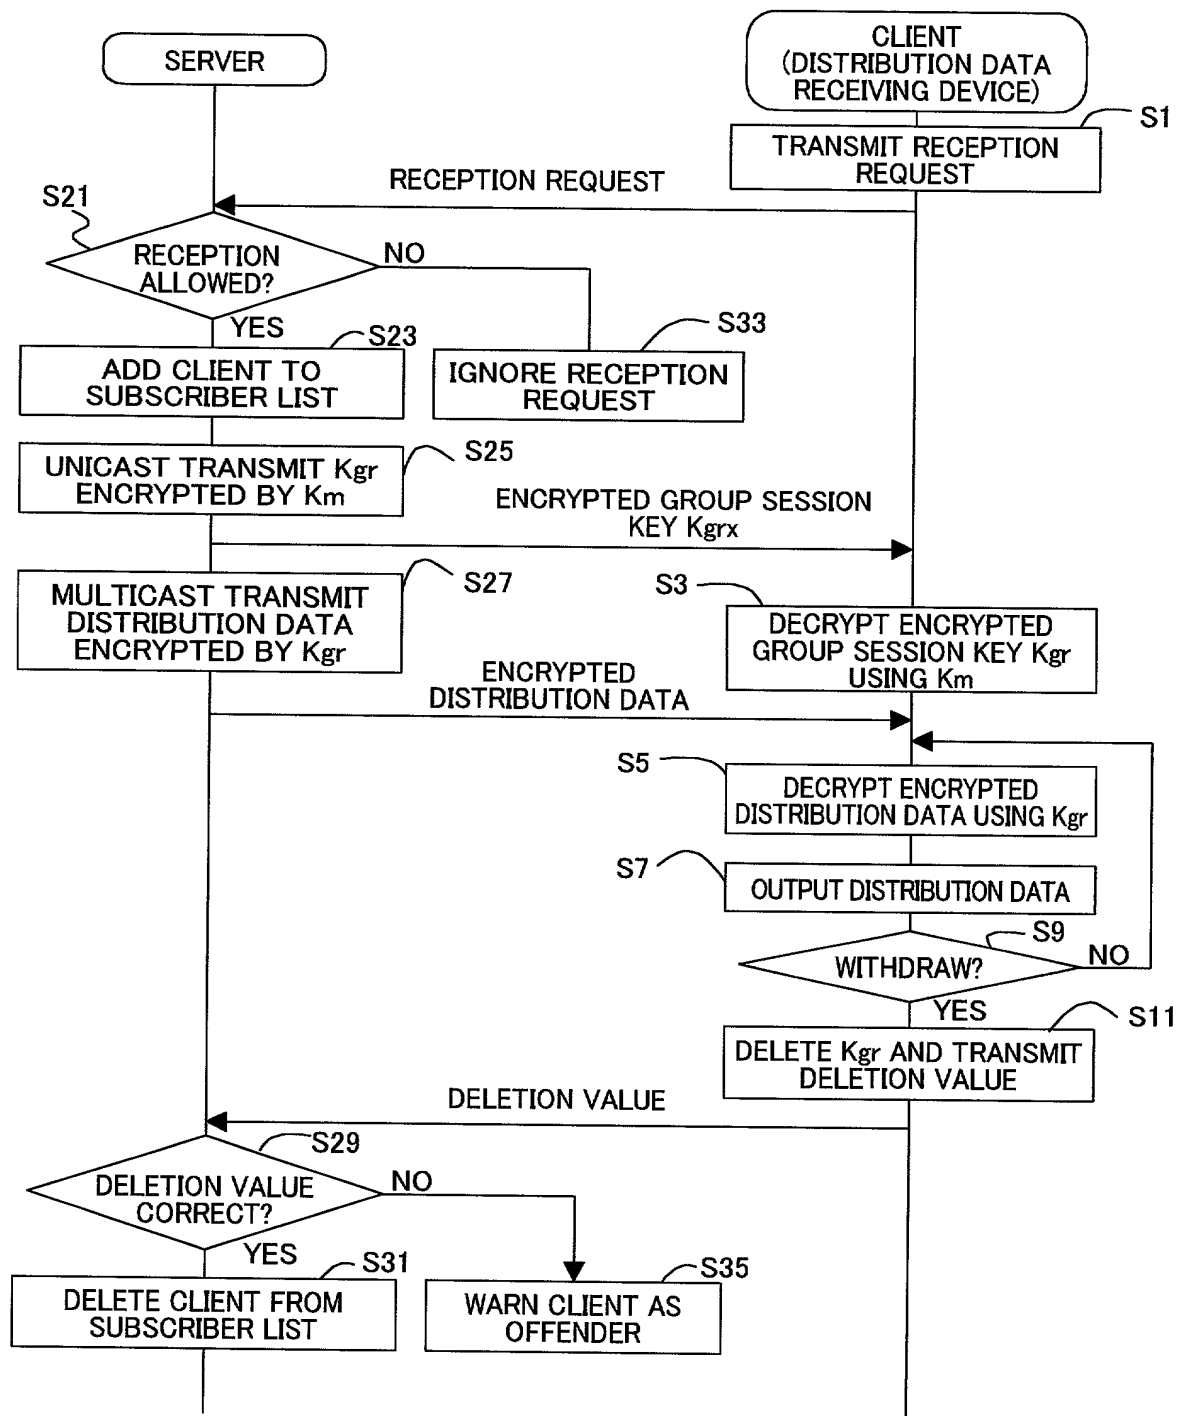 SERVER
CLIENT
(DISTRIBUTION DATA
RECEIVING DEVICE)
S1
TRANSMIT RECEPTION
REQUEST
RECEPTION REQUEST
S21
RECEPTION
ALLOWED?
NO
YES
S23
S33
ADD CLIENT TO
SUBSCRIBER LIST
IGNORE RECEPTION
REQUEST
S25
UNICAST TRANSMIT Kgr
ENCRYPTED BY Km
ENCRYPTED GROUP SESSION
KEY Kgrx
S27
MULTICAST TRANSMIT
DISTRIBUTION DATA
ENCRYPTED BY Kgr
S3
DECRYPT ENCRYPTED
GROUP SESSION KEY Kgr
USING Km
ENCRYPTED
DISTRIBUTION DATA
S5
DECRYPT ENCRYPTED
DISTRIBUTION DATA USING Kgr
S7
OUTPUT DISTRIBUTION DATA
S9
WITHDRAW?
NO
YES
S11
DELETE Kgr AND TRANSMIT
DELETION VALUE
DELETION VALUE
S29
DELETION VALUE
CORRECT?
NO
YES
S31
S35
DELETE CLIENT FROM
SUBSCRIBER LIST
WARN CLIENT AS
OFFENDER